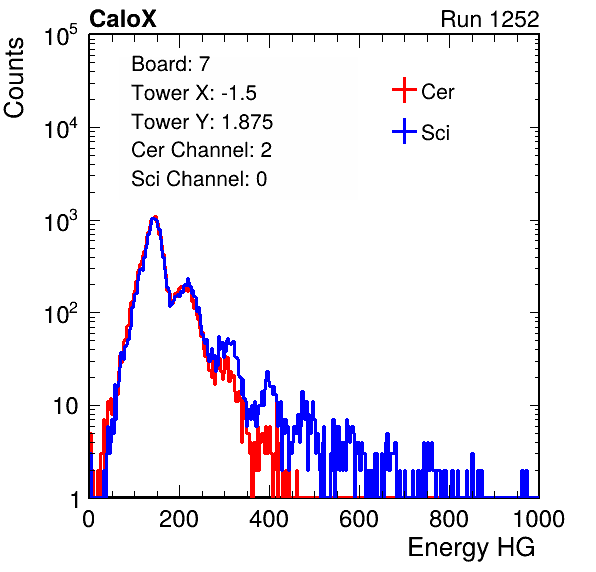 CaloX Run 1252
Counts
Board: 7
Tower X: -1.5
Tower Y: 1.875
Cer Channel: 2
Sci Channel: 0
Cer
Sci
10^5
10^4
10^3
10^2
10
1
0 200 400 600 800 1000
Energy HG